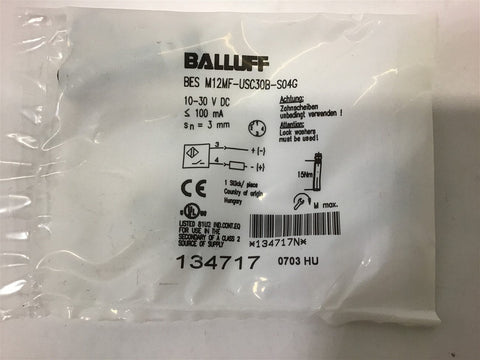 BALLUFF
BES M12MF-USC30B-S04G
10-30 V DC
≤ 100 mA
sn = 3 mm
Achtung:
Zahnscheiben
unbedingt verwenden !
Attention:
Lock washers
must be used!
3 +(-)
4 -(+)
15Nm
M max.
CE
1 Stück/ piece
Country of origin
Hungary
UL
LISTED 81U3 IND.CONT.EQ
FOR USE IN THE
SECONDARY OF A CLASS 2
SOURCE OF SUPPLY
*134717N*
134717 0703 HU